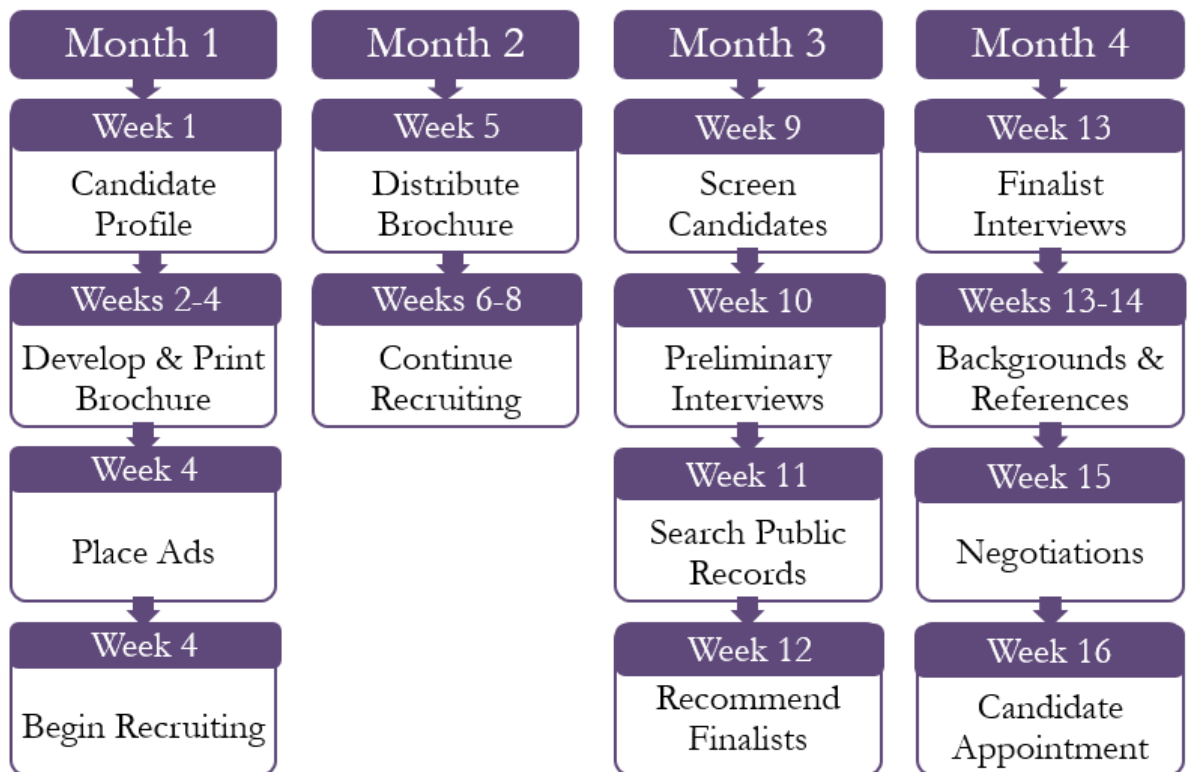 Month 1
Week 1
Candidate
Profile
Weeks 2-4
Develop & Print
Brochure
Week 4
Place Ads
Week 4
Begin Recruiting
Month 2
Week 5
Distribute
Brochure
Weeks 6-8
Continue
Recruiting
Month 3
Week 9
Screen
Candidates
Week 10
Preliminary
Interviews
Week 11
Search Public
Records
Week 12
Recommend
Finalists
Month 4
Week 13
Finalist
Interviews
Weeks 13-14
Backgrounds &
References
Week 15
Negotiations
Week 16
Candidate
Appointment